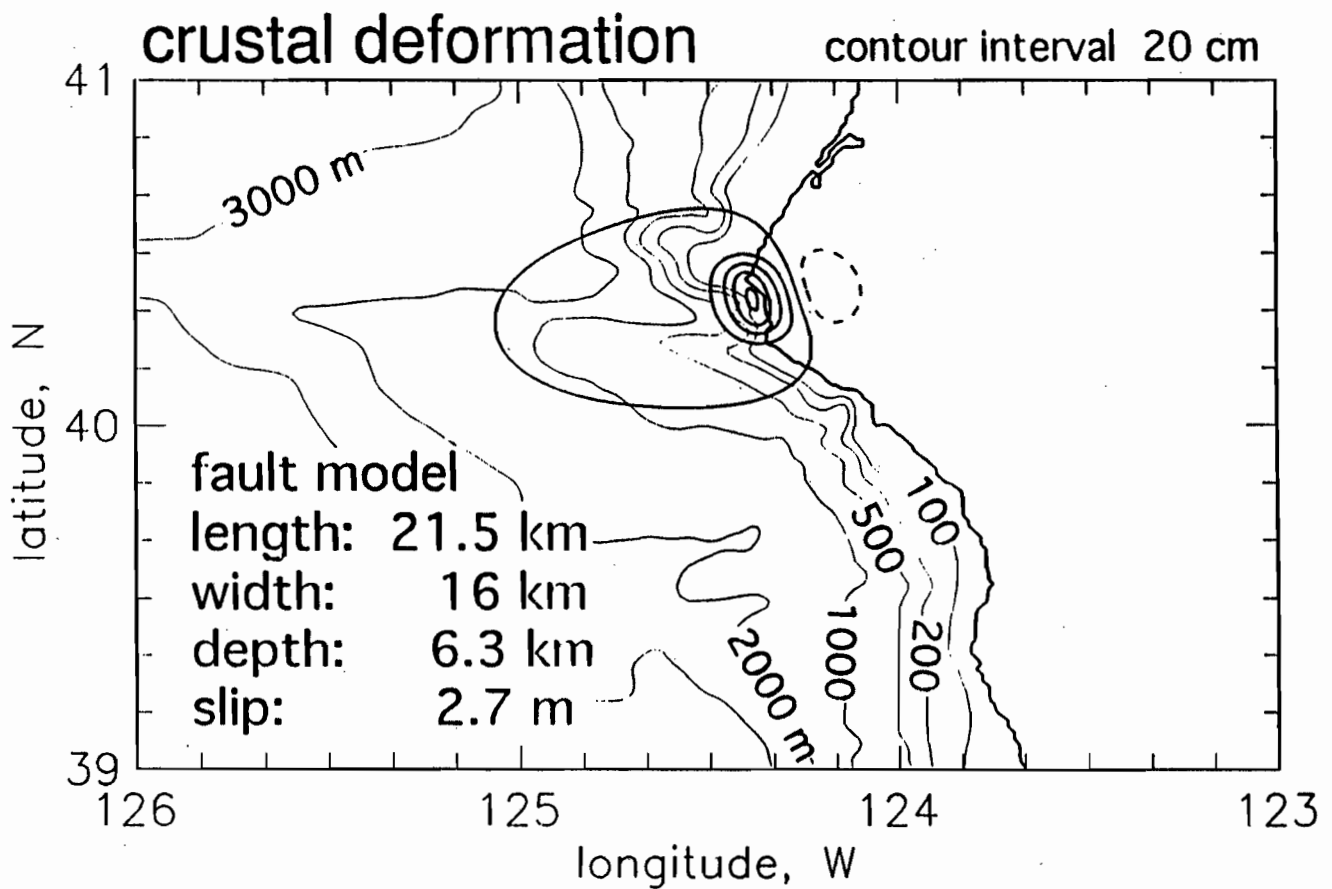 crustal deformation
contour interval 20 cm
41
3000 m
latitude, N
40
fault model
length: 21.5 km
width: 16 km
depth: 6.3 km
slip: 2.7 m
100
500
200
1000
2000 m
39
126 125 124 123
longitude, W